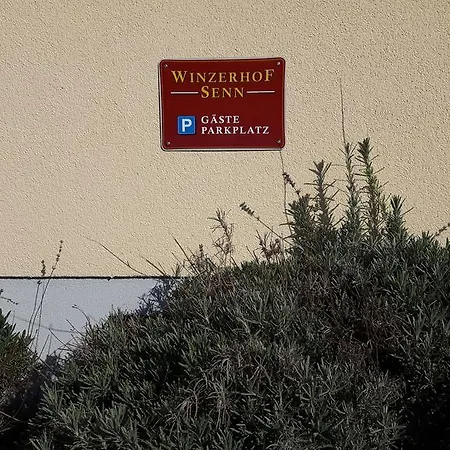 WINZERHOF
SENN
P GÄSTE
PARKPLATZ